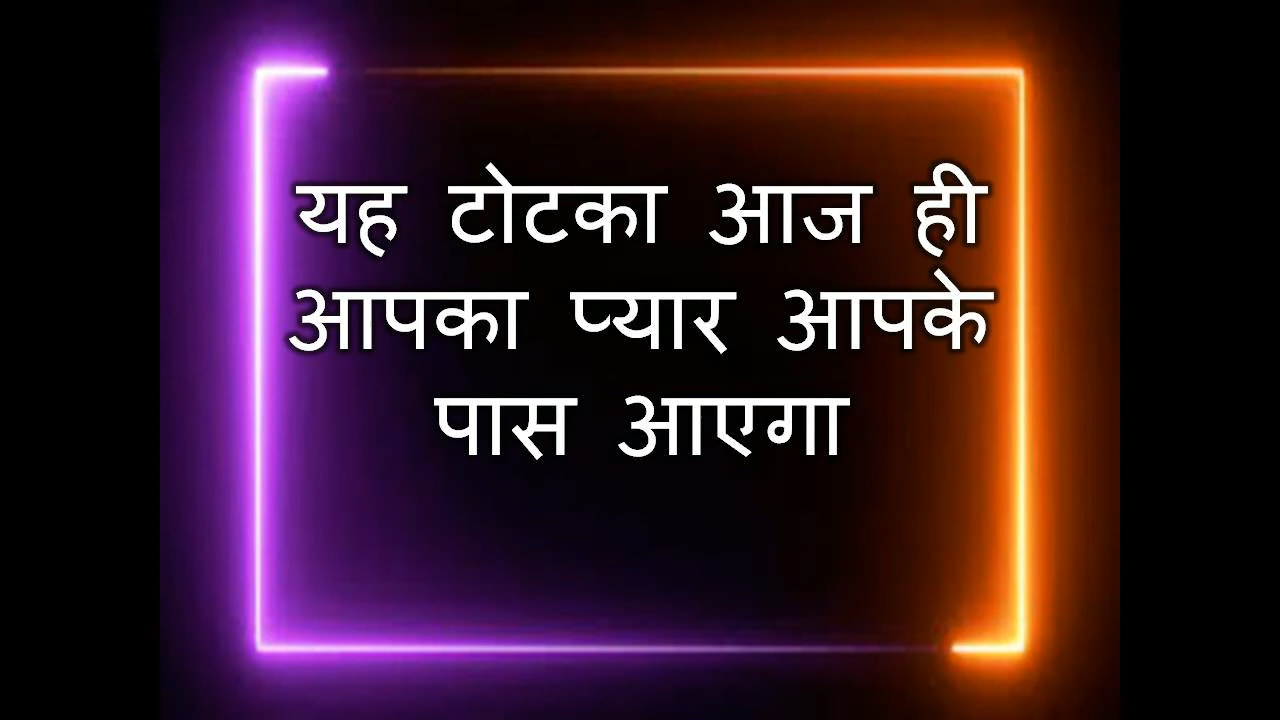 यह टोटका आज ही
आपका प्यार आपके
पास आएगा